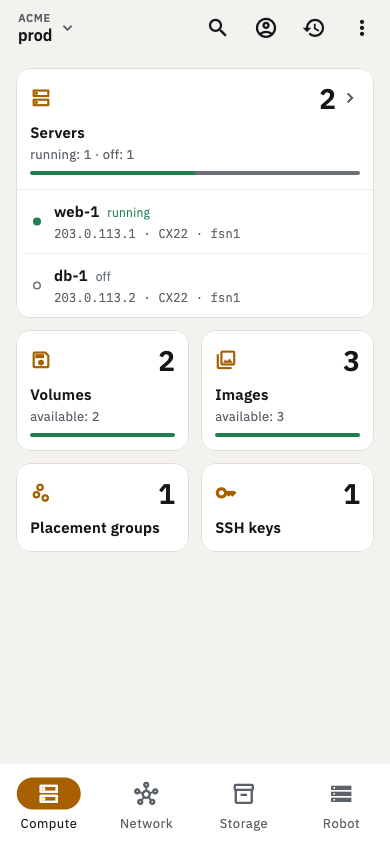 ACME
prod
2
Servers
running: 1 · off: 1
web-1 running
203.0.113.1 · CX22 · fsn1
db-1 off
203.0.113.2 · CX22 · fsn1
2
Volumes
available: 2
3
Images
available: 3
1
Placement groups
1
SSH keys
Compute
Network
Storage
Robot